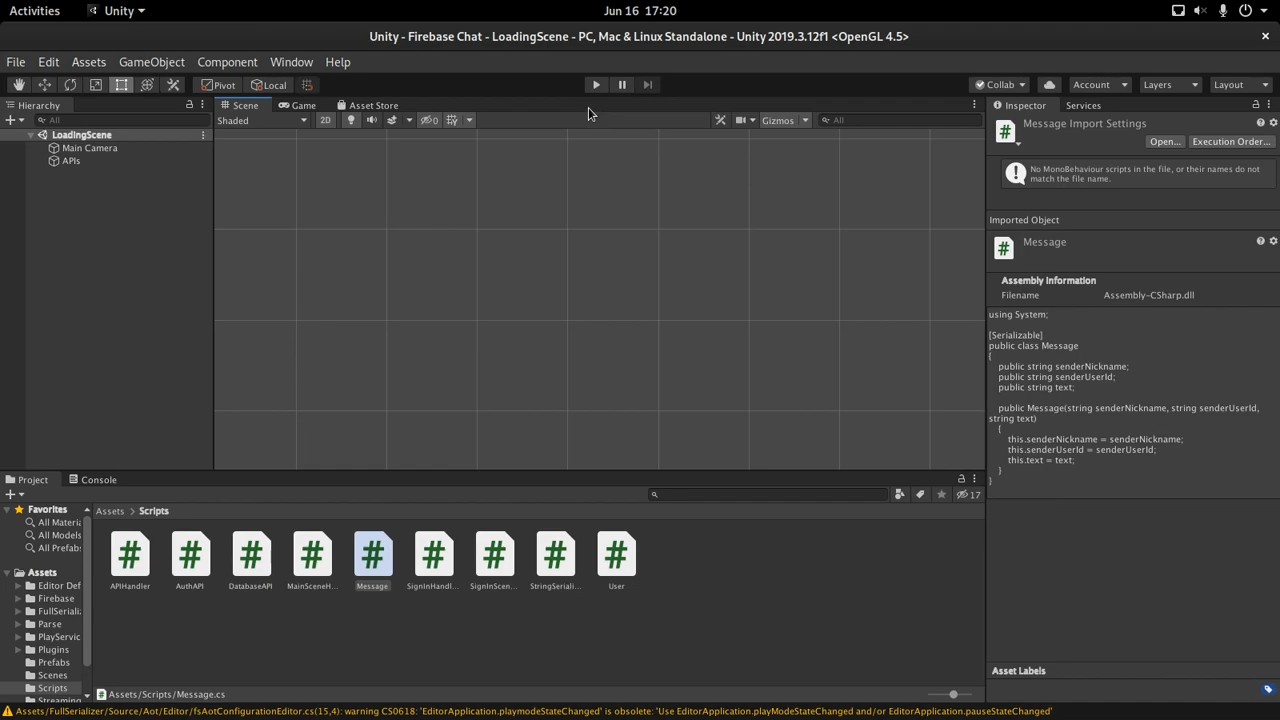 Activities Unity Jun 16 17:20
Unity - Firebase Chat - LoadingScene - PC, Mac & Linux Standalone - Unity 2019.3.12f1 <OpenGL 4.5>
File Edit Assets GameObject Component Window Help
Pivot Local Collab Account Layers Layout
Hierarchy Scene Game Asset Store Inspector Services
All Shaded 2D 0 Gizmos All
LoadingScene
Main Camera
APIs
Message Import Settings
Open... Execution Order...
No MonoBehaviour scripts in the file, or their names do not
match the file name.
Imported Object
Message
Assembly Information
Filename Assembly-CSharp.dll
using System;
[Serializable]
public class Message
{
public string senderNickname;
public string senderUserId;
public string text;
public Message(string senderNickname, string senderUserId,
string text)
{
this.senderNickname = senderNickname;
this.senderUserId = senderUserId;
this.text = text;
}
}
Project Console
17
Favorites
All Materia
All Models
All Prefabs
Assets
Editor Def
Firebase
FullSerializ
Parse
PlayServic
Plugins
Prefabs
Scenes
Scripts
Streaming
Assets Scripts
APIHandler AuthAPI DatabaseAPI MainSceneH... Message SignInHandl... SignInScen... StringSeriali... User
Assets/Scripts/Message.cs
Asset Labels
Assets/FullSerializer/Source/Aot/Editor/fsAotConfigurationEditor.cs(15,4): warning CS0618: 'EditorApplication.playmodeStateChanged' is obsolete: 'Use EditorApplication.playModeStateChanged and/or EditorApplication.pauseStateChanged'